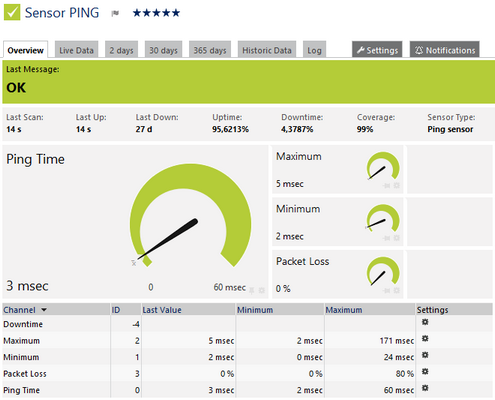 Sensor PING
Overview Live Data 2 days 30 days 365 days Historic Data Log Settings Notifications
Last Message:
OK
Last Scan: Last Up: Last Down: Uptime: Downtime: Coverage: Sensor Type:
14 s 14 s 27 d 95,6213% 4,3787% 99% Ping sensor
Ping Time
3 msec
0 60 msec
Maximum
5 msec
Minimum
2 msec
Packet Loss
0 %
Channel ID Last Value Minimum Maximum Settings
Downtime -4
Maximum 2 5 msec 2 msec 171 msec
Minimum 1 2 msec 0 msec 24 msec
Packet Loss 3 0 % 0 % 80 %
Ping Time 0 3 msec 2 msec 60 msec